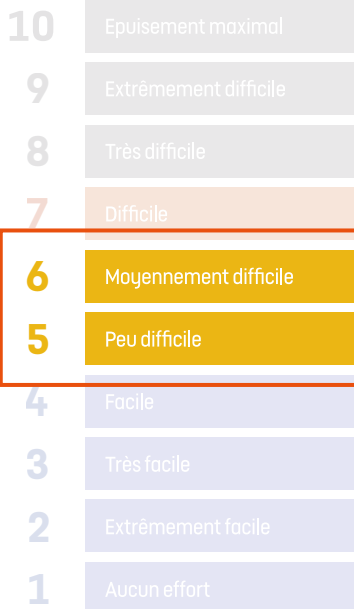 10 Epuisement maximal
9 Extrêmement difficile
8 Très difficile
7 Difficile
6 Moyennement difficile
5 Peu difficile
4 Facile
3 Très facile
2 Extrêmement facile
1 Aucun effort